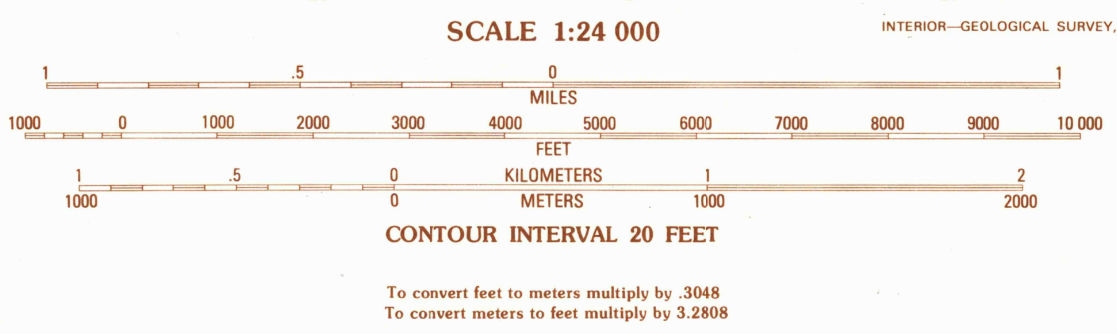 SCALE 1:24 000
INTERIOR—GEOLOGICAL SURVEY,
1 .5 0 1
MILES
1000 0 1000 2000 3000 4000 5000 6000 7000 8000 9000 10 000
FEET
1 .5 0 KILOMETERS 1 2
1000 0 METERS 1000 2000
CONTOUR INTERVAL 20 FEET
To convert feet to meters multiply by .3048
To convert meters to feet multiply by 3.2808